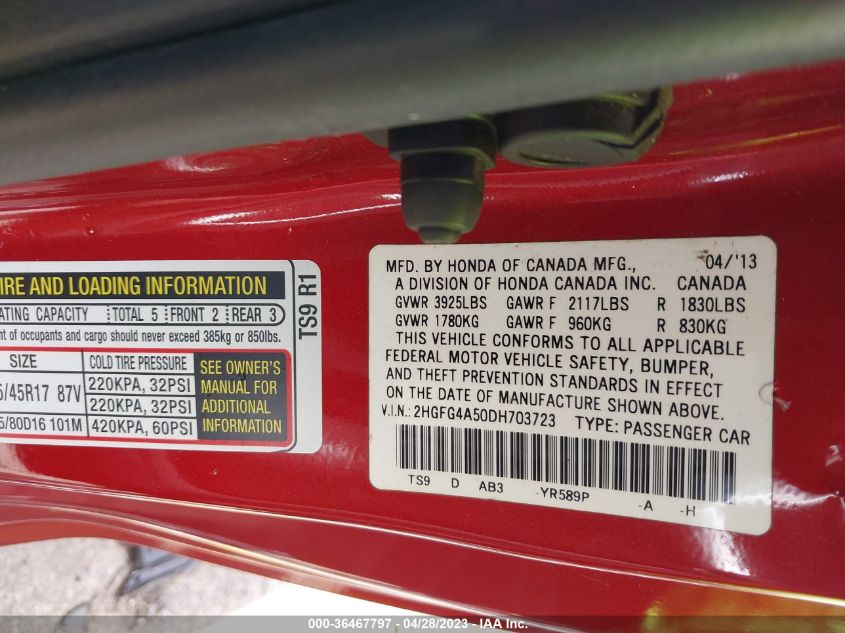 IRE AND LOADING INFORMATION
ATING CAPACITY TOTAL 5 FRONT 2 REAR 3
nt of occupants and cargo should never exceed 385kg or 850lbs.
SIZE COLD TIRE PRESSURE
5/45R17 87V 220KPA, 32PSI
220KPA, 32PSI
5/80D16 101M 420KPA, 60PSI
SEE OWNER'S
MANUAL FOR
ADDITIONAL
INFORMATION
TS9 R1
MFD. BY HONDA OF CANADA MFG., 04/'13
A DIVISION OF HONDA CANADA INC. CANADA
GVWR 3925LBS GAWR F 2117LBS R 1830LBS
GVWR 1780KG GAWR F 960KG R 830KG
THIS VEHICLE CONFORMS TO ALL APPLICABLE
FEDERAL MOTOR VEHICLE SAFETY, BUMPER,
AND THEFT PREVENTION STANDARDS IN EFFECT
ON THE DATE OF MANUFACTURE SHOWN ABOVE.
V.I.N.: 2HGFG4A50DH703723 TYPE: PASSENGER CAR
TS9 D AB3 -YR589P -A -H
000-36467797 - 04/28/2023 - IAA Inc.